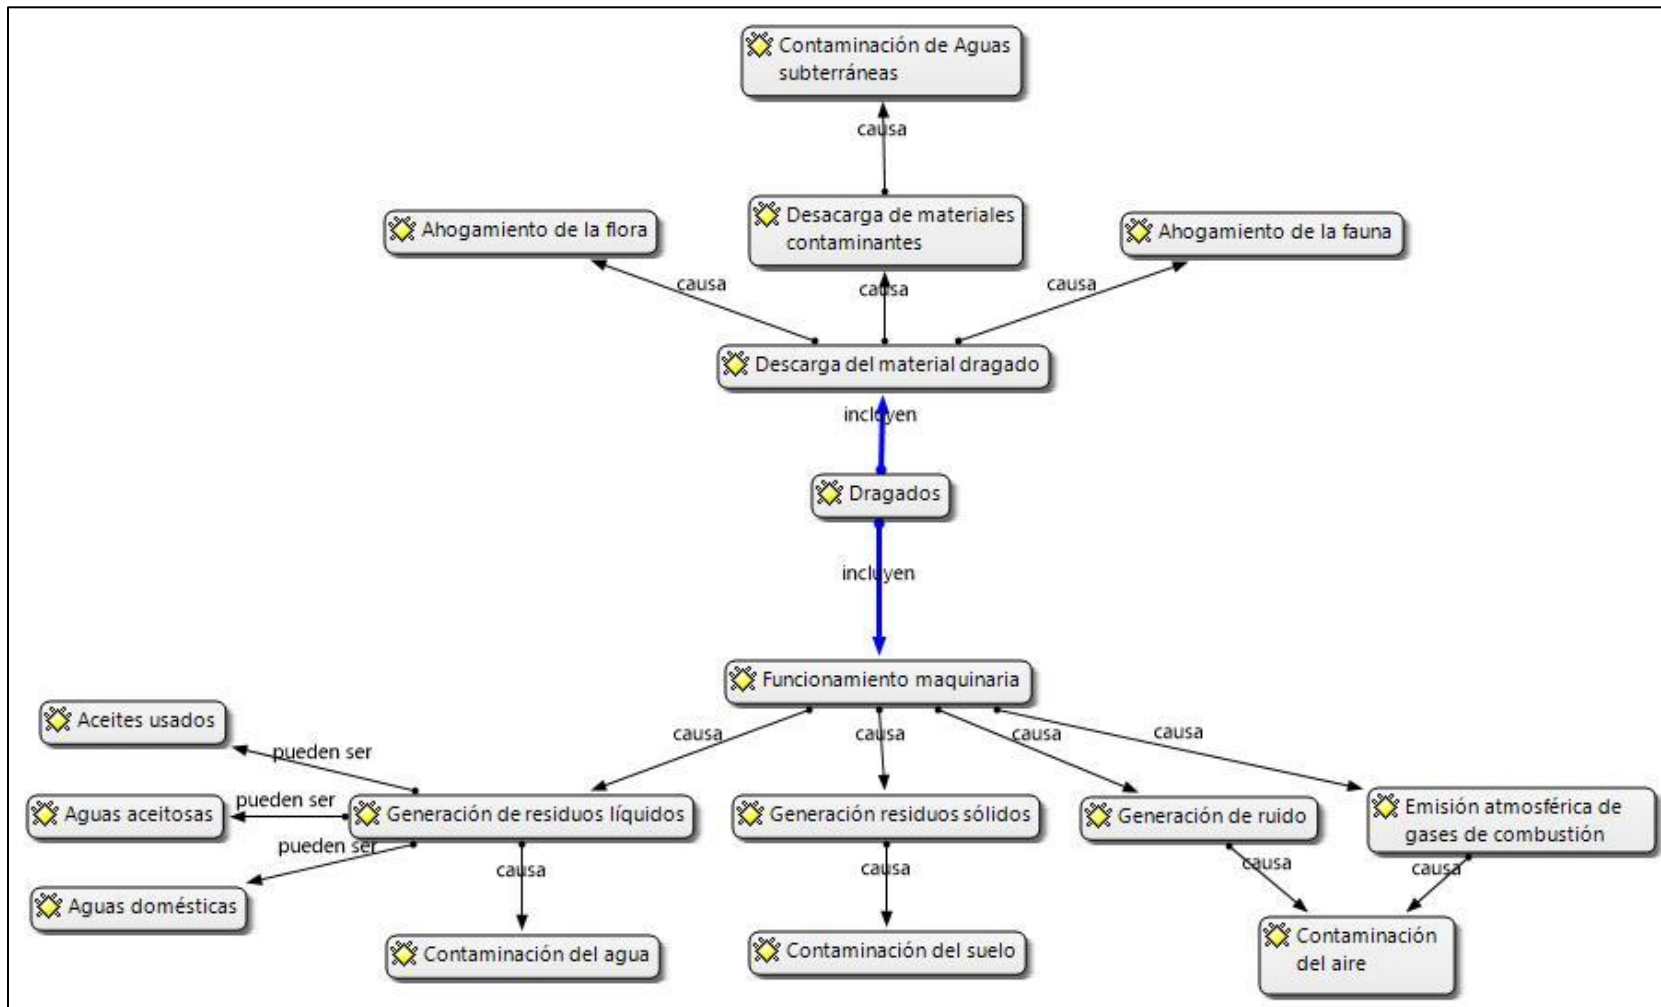 Contaminación de Aguas
subterráneas
causa
Ahogamiento de la flora
Desacarga de materiales
contaminantes
Ahogamiento de la fauna
causa
causa
causa
Descarga del material dragado
incluyen
Dragados
incluyen
Funcionamiento maquinaria
Aceites usados
causa
causa
causa
causa
pueden ser
Aguas aceitosas
pueden ser
Generación de residuos líquidos
Generación residuos sólidos
Generación de ruido
Emisión atmosférica de
gases de combustión
pueden ser
causa
causa
causa
causa
Aguas domésticas
Contaminación del agua
Contaminación del suelo
Contaminación
del aire